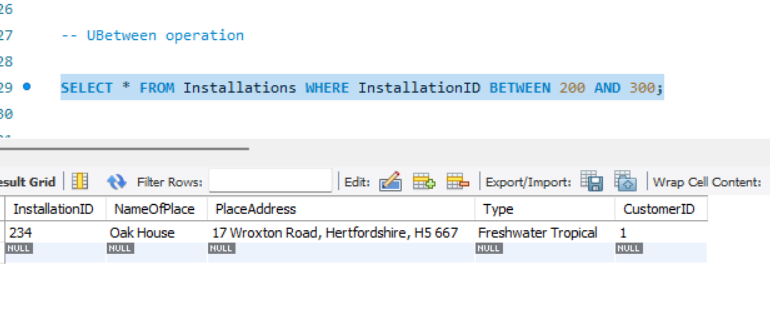 26
27 -- UBetween operation
28
29 SELECT * FROM Installations WHERE InstallationID BETWEEN 200 AND 300;
30
esult Grid Filter Rows: Edit: Export/Import: Wrap Cell Content:
InstallationID NameOfPlace PlaceAddress Type CustomerID
234 Oak House 17 Wroxton Road, Hertfordshire, H5 667 Freshwater Tropical 1
NULL NULL NULL NULL NULL